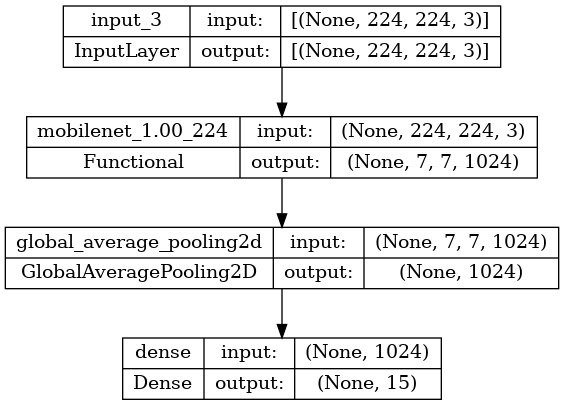 input_3 input: [(None, 224, 224, 3)]
InputLayer output: [(None, 224, 224, 3)]
mobilenet_1.00_224 input: (None, 224, 224, 3)
Functional output: (None, 7, 7, 1024)
global_average_pooling2d input: (None, 7, 7, 1024)
GlobalAveragePooling2D output: (None, 1024)
dense input: (None, 1024)
Dense output: (None, 15)